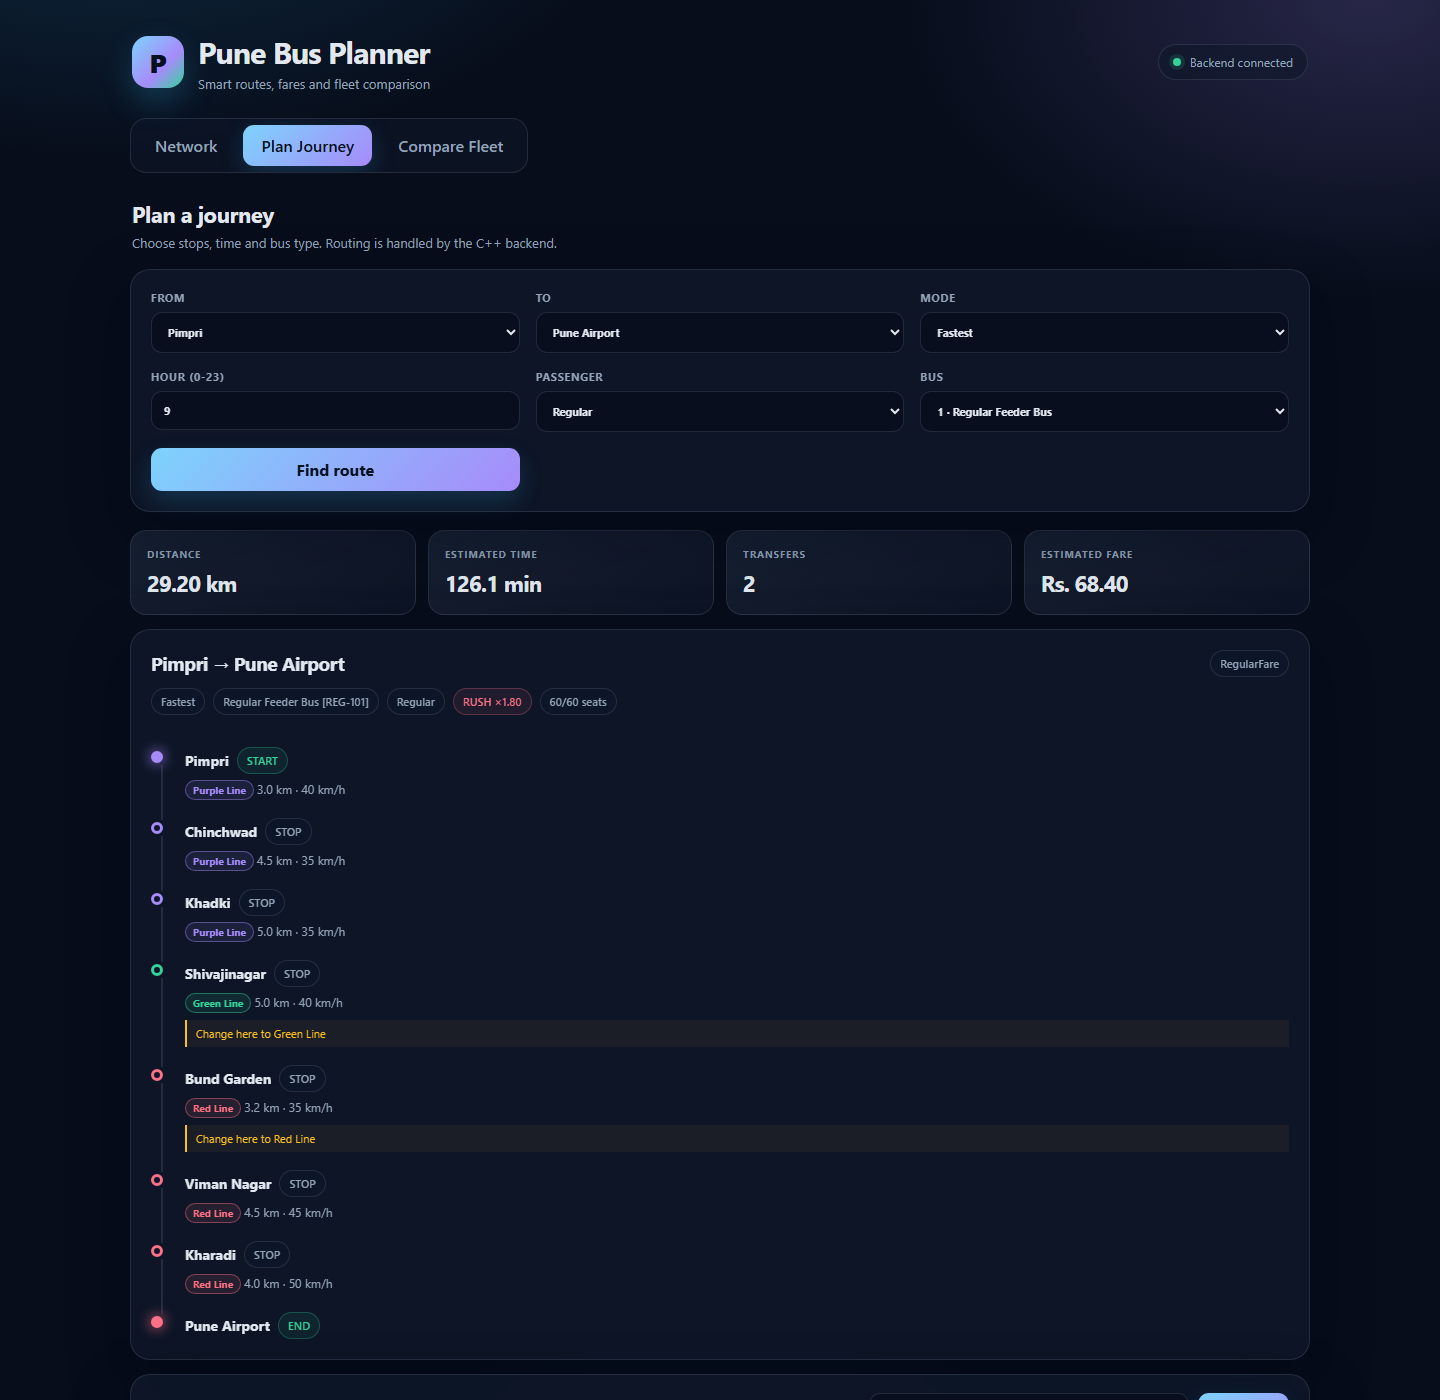 P
Pune Bus Planner
Smart routes, fares and fleet comparison
Backend connected
Network Plan Journey Compare Fleet
Plan a journey
Choose stops, time and bus type. Routing is handled by the C++ backend.
FROM TO MODE
Pimpri Pune Airport Fastest
HOUR (0-23) PASSENGER BUS
9 Regular 1 · Regular Feeder Bus
Find route
DISTANCE ESTIMATED TIME TRANSFERS ESTIMATED FARE
29.20 km 126.1 min 2 Rs. 68.40
Pimpri → Pune Airport RegularFare
Fastest Regular Feeder Bus [REG-101] Regular RUSH ×1.80 60/60 seats
Pimpri START
Purple Line 3.0 km · 40 km/h
Chinchwad STOP
Purple Line 4.5 km · 35 km/h
Khadki STOP
Purple Line 5.0 km · 35 km/h
Shivajinagar STOP
Green Line 5.0 km · 40 km/h
Change here to Green Line
Bund Garden STOP
Red Line 3.2 km · 35 km/h
Change here to Red Line
Viman Nagar STOP
Red Line 4.5 km · 45 km/h
Kharadi STOP
Red Line 4.0 km · 50 km/h
Pune Airport END